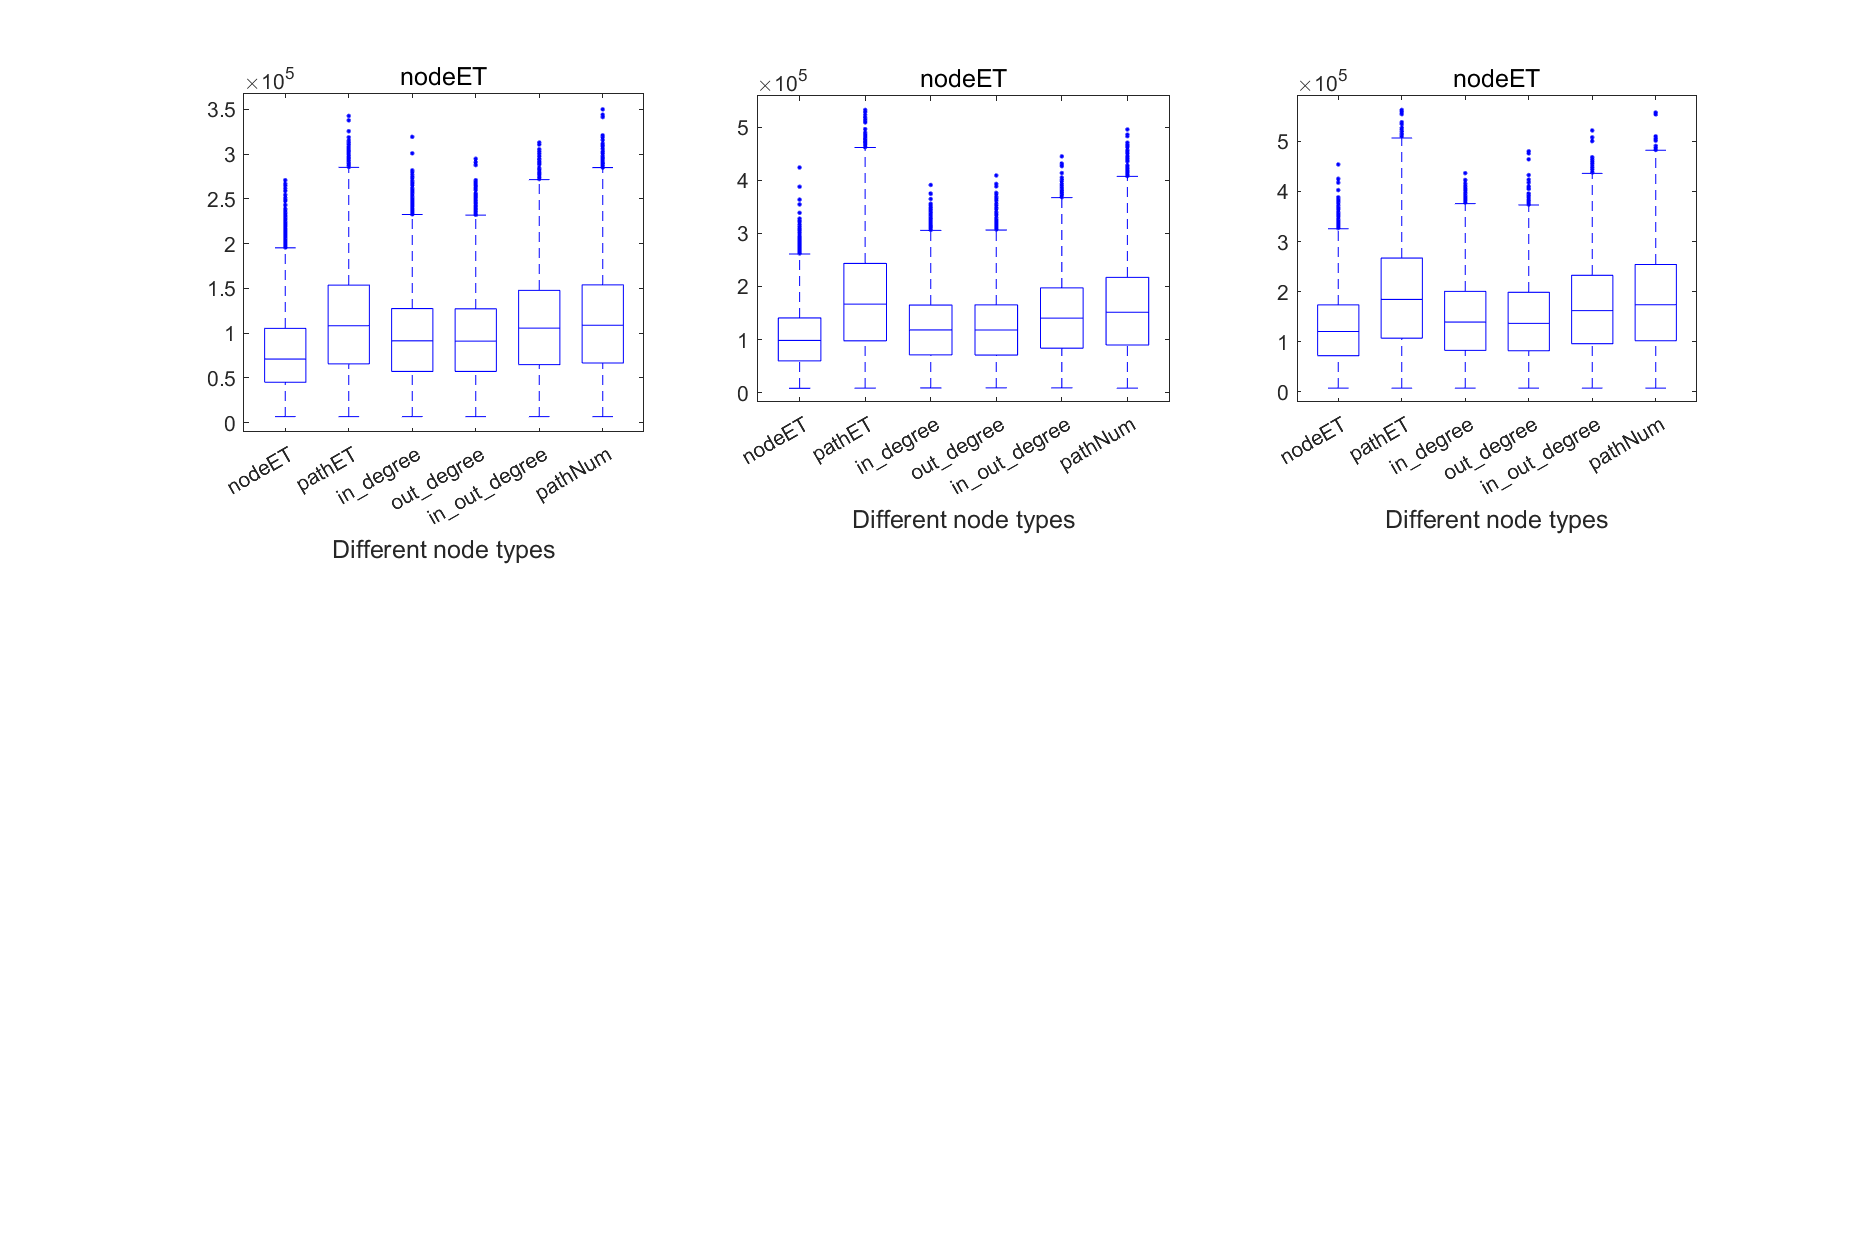 ×10^5
nodeET
3.5
3
2.5
2
1.5
1
0.5
0
nodeET
pathET
in_degree
out_degree
in_out_degree
pathNum
Different node types
×10^5
nodeET
5
4
3
2
1
0
nodeET
pathET
in_degree
out_degree
in_out_degree
pathNum
Different node types
×10^5
nodeET
5
4
3
2
1
0
nodeET
pathET
in_degree
out_degree
in_out_degree
pathNum
Different node types